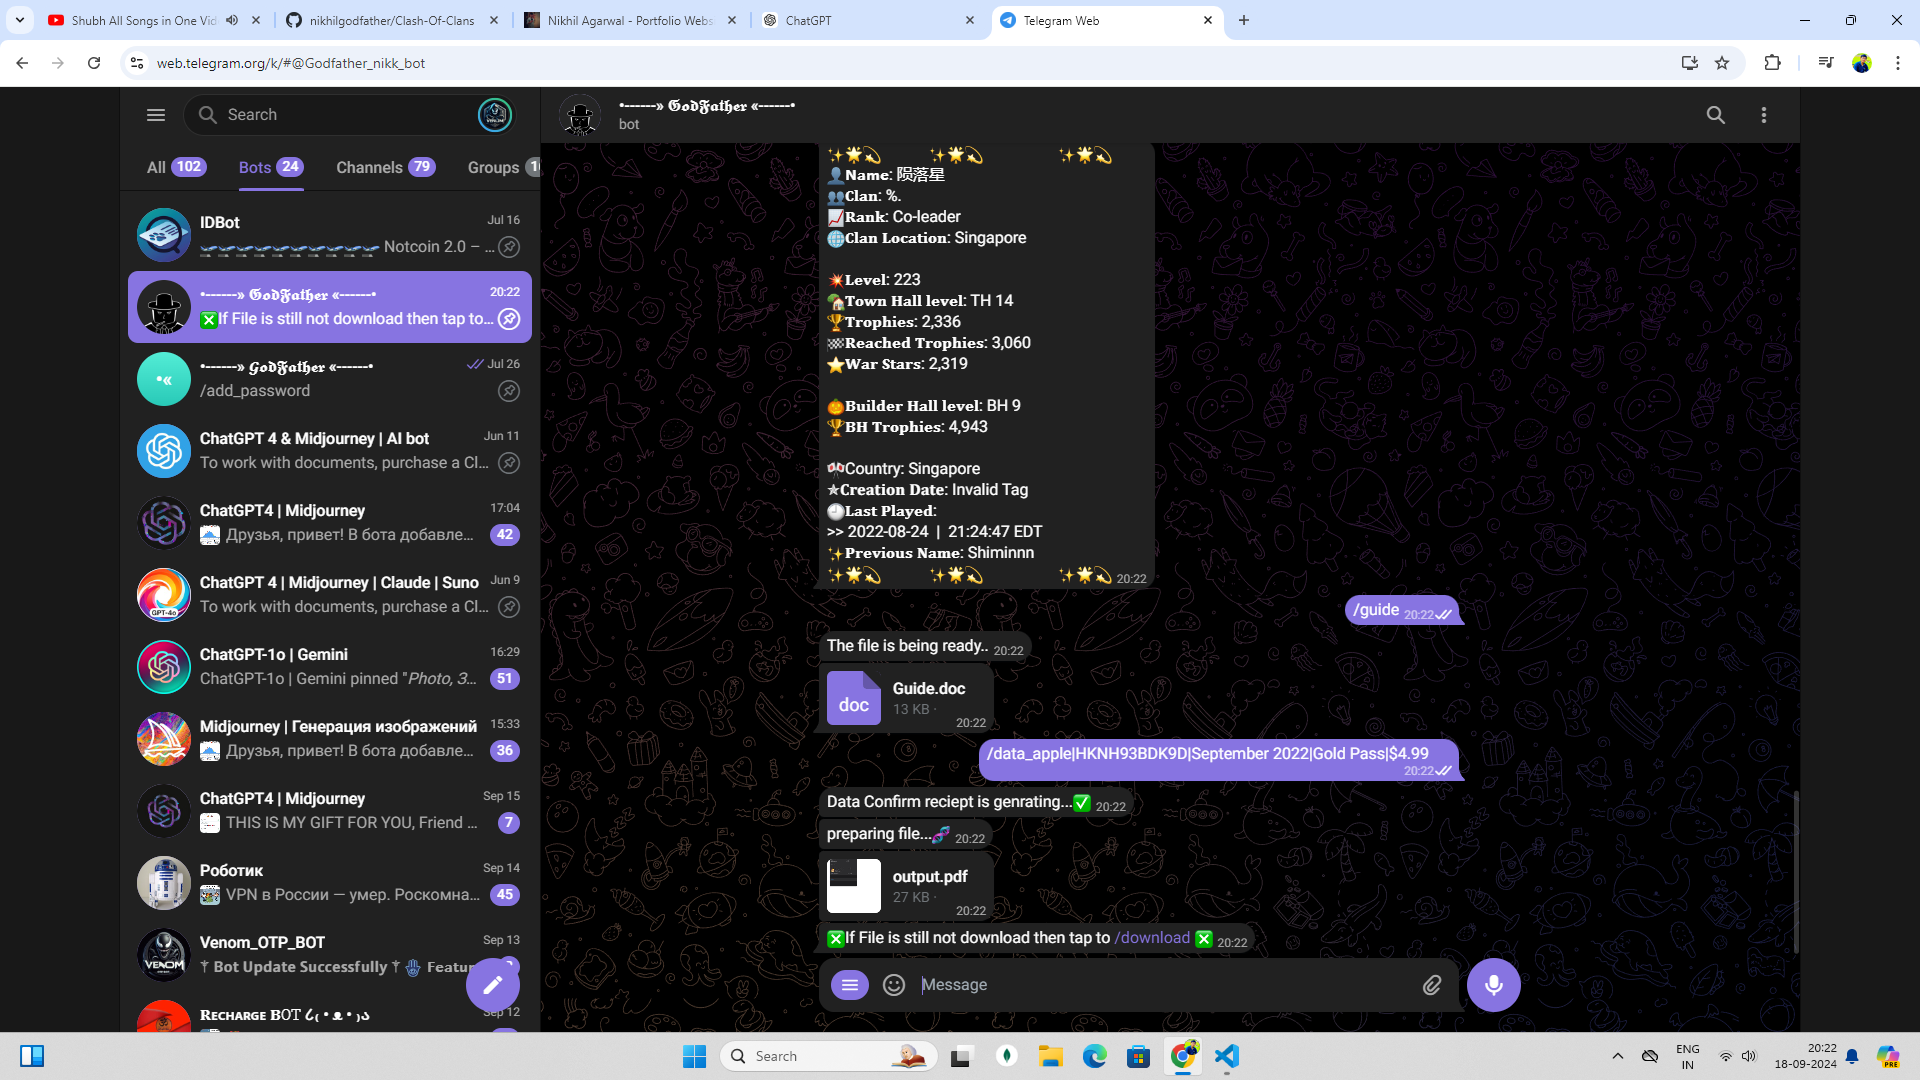 Shubh All Songs in One Vid
nikhilgodfather/Clash-Of-Clans
Nikhil Agarwal - Portfolio Websi
ChatGPT
Telegram Web
web.telegram.org/k/#@Godfather_nikk_bot
Search
All 102
Bots 24
Channels 79
Groups
IDBot
Jul 16
Notcoin 2.0 – ...
•------» 𝕲𝖔𝖉𝕱𝖆𝖙𝖍𝖊𝖗 «------•
20:22
❎If File is still not download then tap to...
•------» 𝓖𝖔𝖉𝕱𝖆𝖙𝖍𝖊𝖗 «------•
Jul 26
•«
/add_password
ChatGPT 4 & Midjourney | AI bot
Jun 11
To work with documents, purchase a Cl...
ChatGPT4 | Midjourney
17:04
Друзья, привет! В бота добавле...
42
ChatGPT 4 | Midjourney | Claude | Suno
Jun 9
GPT-4o
To work with documents, purchase a Cl...
ChatGPT-1o | Gemini
16:29
ChatGPT-1o | Gemini pinned "Photo, З...
51
Midjourney | Генерация изображений
15:33
Друзья, привет! В бота добавле...
36
ChatGPT4 | Midjourney
Sep 15
THIS IS MY GIFT FOR YOU, Friend ...
7
Роботик
Sep 14
VPN в России — умер. Роскомна...
45
Venom_OTP_BOT
Sep 13
VENOM
† Bot Update Successfully † 🪬 Featur
Rᴇᴄʜᴀʀɢᴇ BOT
Sep 12
•------» 𝕲𝖔𝖉𝕱𝖆𝖙𝖍𝖊𝖗 «------•
bot
✨🌟💫 ✨🌟💫 ✨🌟💫
👤Name: 陨落星
👥Clan: %.
📈Rank: Co-leader
🌐Clan Location: Singapore
💥Level: 223
🏡Town Hall level: TH 14
🏆Trophies: 2,336
🏁Reached Trophies: 3,060
⭐War Stars: 2,319
🎃Builder Hall level: BH 9
🏆BH Trophies: 4,943
🎌Country: Singapore
✯Creation Date: Invalid Tag
🕘Last Played:
>> 2022-08-24 | 21:24:47 EDT
✨Previous Name: Shiminnn
✨🌟💫 ✨🌟💫 ✨🌟💫 20:22
/guide 20:22
The file is being ready.. 20:22
doc
Guide.doc
13 KB ·
20:22
/data_apple|HKNH93BDK9D|September 2022|Gold Pass|$4.99
20:22
Data Confirm reciept is genrating...✅ 20:22
preparing file...🧬 20:22
output.pdf
27 KB ·
20:22
❎If File is still not download then tap to /download ❎ 20:22
Message
Search
PRE
ENG
IN
20:22
18-09-2024